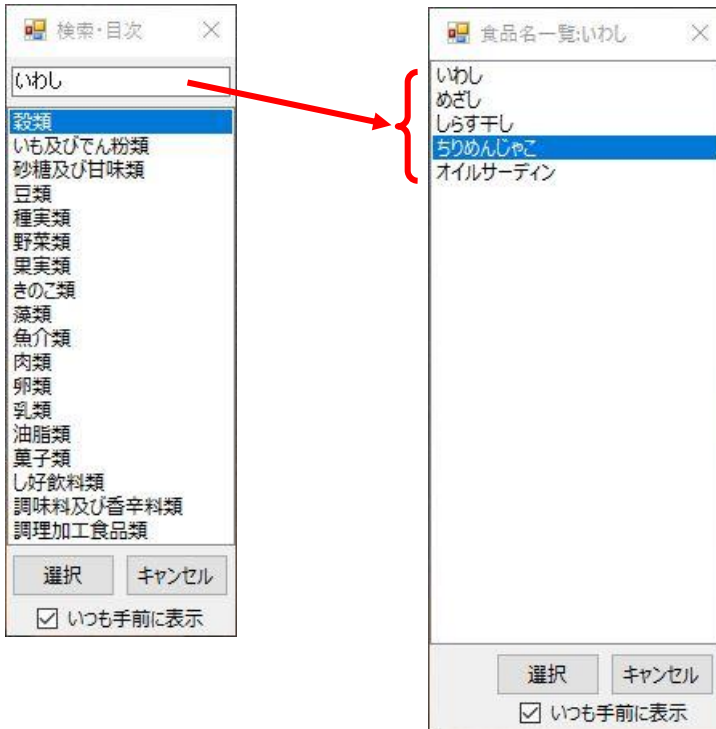 検索・目次
いわし
穀類
いも及びでん粉類
砂糖及び甘味類
豆類
種実類
野菜類
果実類
きのこ類
藻類
魚介類
肉類
卵類
乳類
油脂類
菓子類
し好飲料類
調味料及び香辛料類
調理加工食品類
選択
キャンセル
いつも手前に表示
食品名一覧:いわし
いわし
めざし
しらす干し
ちりめんじゃこ
オイルサーディン
選択
キャンセル
いつも手前に表示